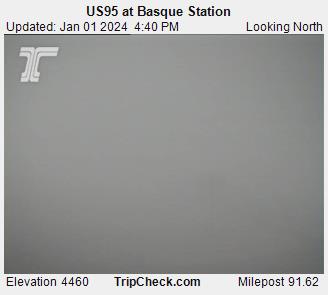 US95 at Basque Station
Updated: Jan 01 2024 4:40 PM Looking North
Elevation 4460 TripCheck.com Milepost 91.62